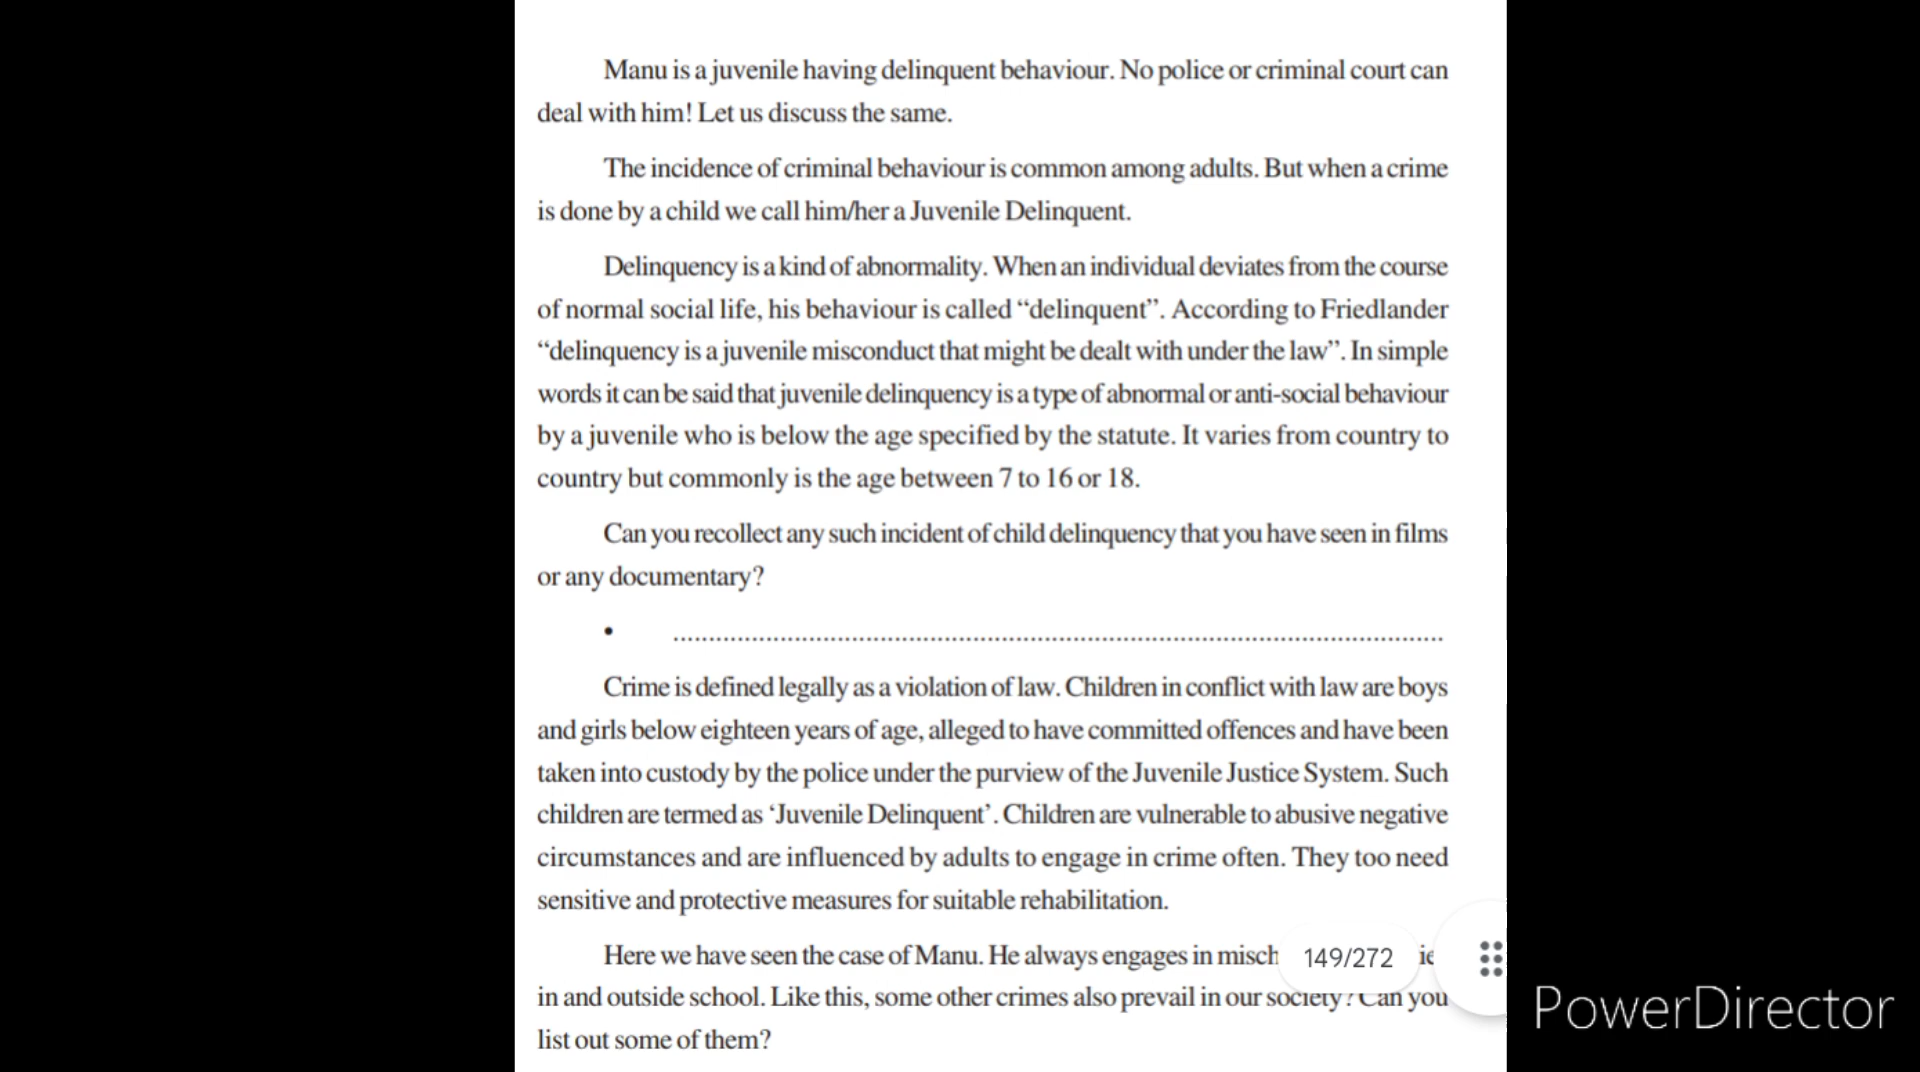 Manu is a juvenile having delinquent behaviour. No police or criminal court can
deal with him! Let us discuss the same.
The incidence of criminal behaviour is common among adults. But when a crime
is done by a child we call him/her a Juvenile Delinquent.
Delinquency is a kind of abnormality. When an individual deviates from the course
of normal social life, his behaviour is called “delinquent”. According to Friedlander
“delinquency is a juvenile misconduct that might be dealt with under the law”. In simple
words it can be said that juvenile delinquency is a type of abnormal or anti-social behaviour
by a juvenile who is below the age specified by the statute. It varies from country to
country but commonly is the age between 7 to 16 or 18.
Can you recollect any such incident of child delinquency that you have seen in films
or any documentary?
• ......................................................................................................
Crime is defined legally as a violation of law. Children in conflict with law are boys
and girls below eighteen years of age, alleged to have committed offences and have been
taken into custody by the police under the purview of the Juvenile Justice System. Such
children are termed as ‘Juvenile Delinquent’. Children are vulnerable to abusive negative
circumstances and are influenced by adults to engage in crime often. They too need
sensitive and protective measures for suitable rehabilitation.
Here we have seen the case of Manu. He always engages in
149/272
in and outside school. Like this, some other crimes also prevail in our society? Can you
list out some of them?
PowerDirector